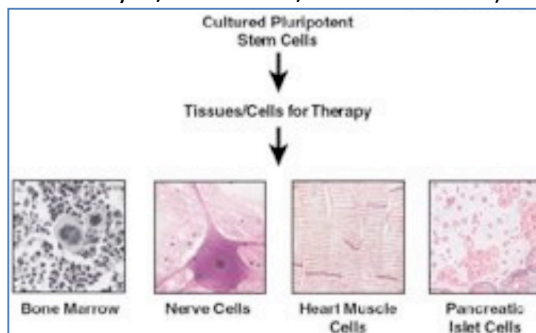 Cultured Pluripotent
Stem Cells
Tissues/Cells for Therapy
Bone Marrow
Nerve Cells
Heart Muscle
Cells
Pancreatic
Islet Cells